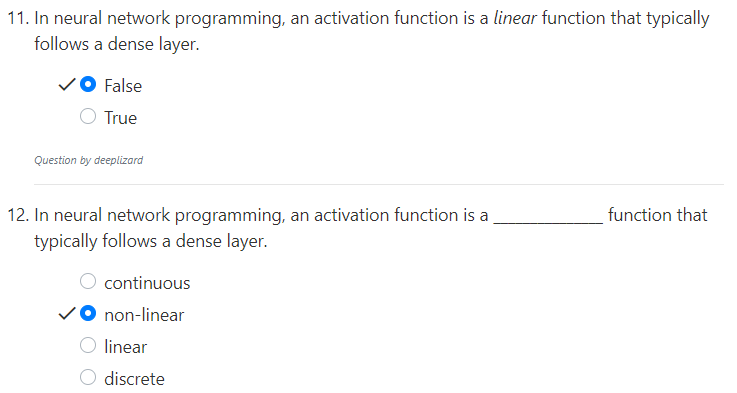 11. In neural network programming, an activation function is a linear function that typically
follows a dense layer.
False
True
Question by deeplizard
12. In neural network programming, an activation function is a _______________ function that
typically follows a dense layer.
continuous
non-linear
linear
discrete